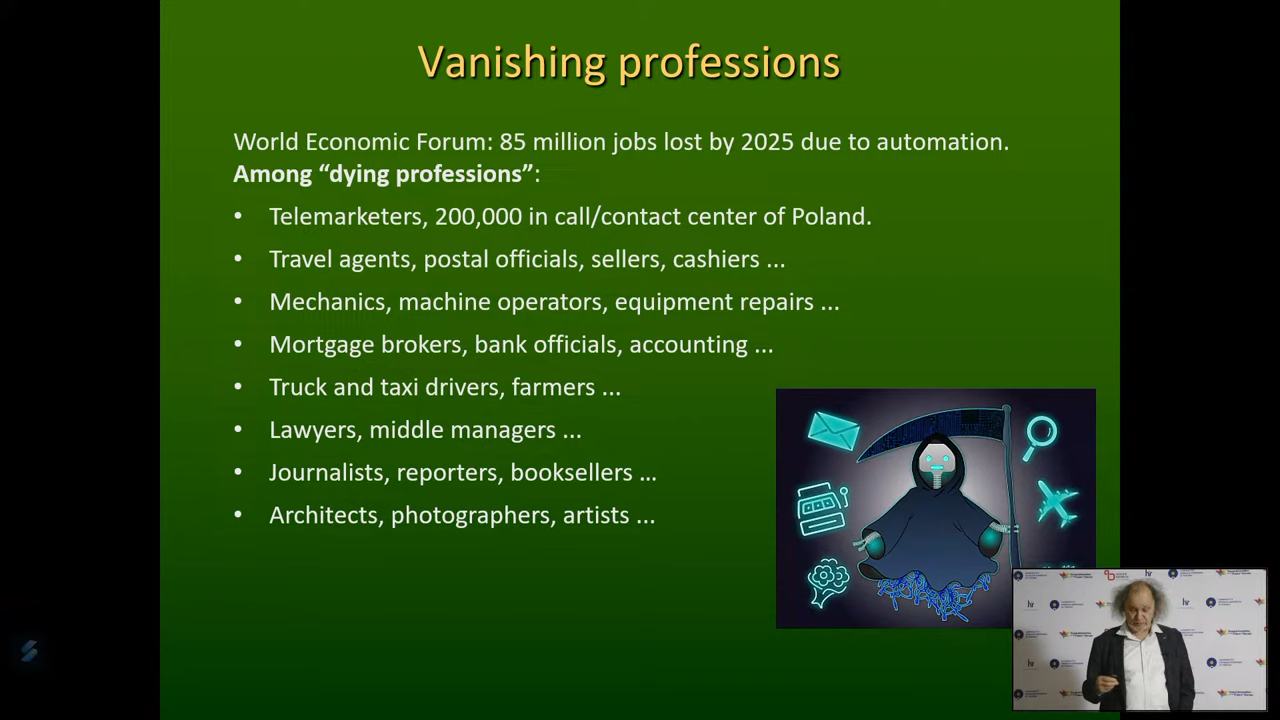 Vanishing professions
World Economic Forum: 85 million jobs lost by 2025 due to automation.
Among “dying professions”:
• Telemarketers, 200,000 in call/contact center of Poland.
• Travel agents, postal officials, sellers, cashiers ...
• Mechanics, machine operators, equipment repairs ...
• Mortgage brokers, bank officials, accounting ...
• Truck and taxi drivers, farmers ...
• Lawyers, middle managers ...
• Journalists, reporters, booksellers ...
• Architects, photographers, artists ...